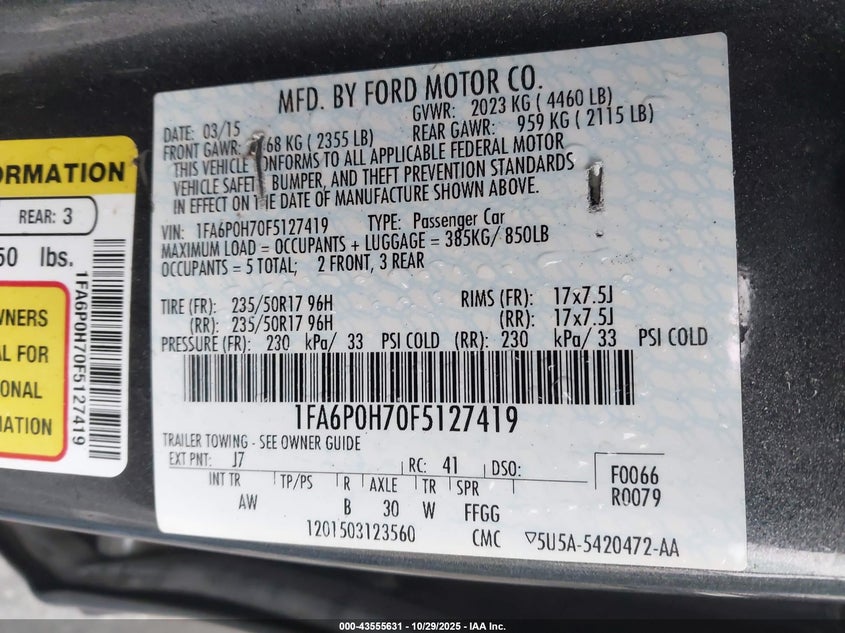 MFD. BY FORD MOTOR CO.
DATE: 03/15
GVWR: 2023 KG ( 4460 LB)
FRONT GAWR: 68 KG ( 2355 LB)
REAR GAWR: 959 KG ( 2115 LB)
THIS VEHICLE CONFORMS TO ALL APPLICABLE FEDERAL MOTOR
VEHICLE SAFETY BUMPER, AND THEFT PREVENTION STANDARDS
IN EFFECT ON THE DATE OF MANUFACTURE SHOWN ABOVE.
VIN: 1FA6P0H70F5127419 TYPE: Passenger Car
MAXIMUM LOAD = OCCUPANTS + LUGGAGE = 385KG/ 850LB
OCCUPANTS = 5 TOTAL; 2 FRONT, 3 REAR
TIRE (FR): 235/50R17 96H RIMS (FR): 17x7.5J
(RR): 235/50R17 96H (RR): 17x7.5J
PRESSURE (FR): 230 kPa/ 33 PSI COLD (RR): 230 kPa/ 33 PSI COLD
1FA6P0H70F5127419
TRAILER TOWING - SEE OWNER GUIDE
EXT PNT: J7 RC: 41 DSO:
F0066
R0079
INT TR TP/PS R AXLE TR SPR
AW B 30 W FFGG
1201503123560 CMC ▽5U5A-5420472-AA
ORMATION
REAR: 3
50 lbs.
1FA6P0H70F5127419
WNERS
AL FOR
IONAL
MATION
000-43555631 - 10/29/2025 - IAA Inc.